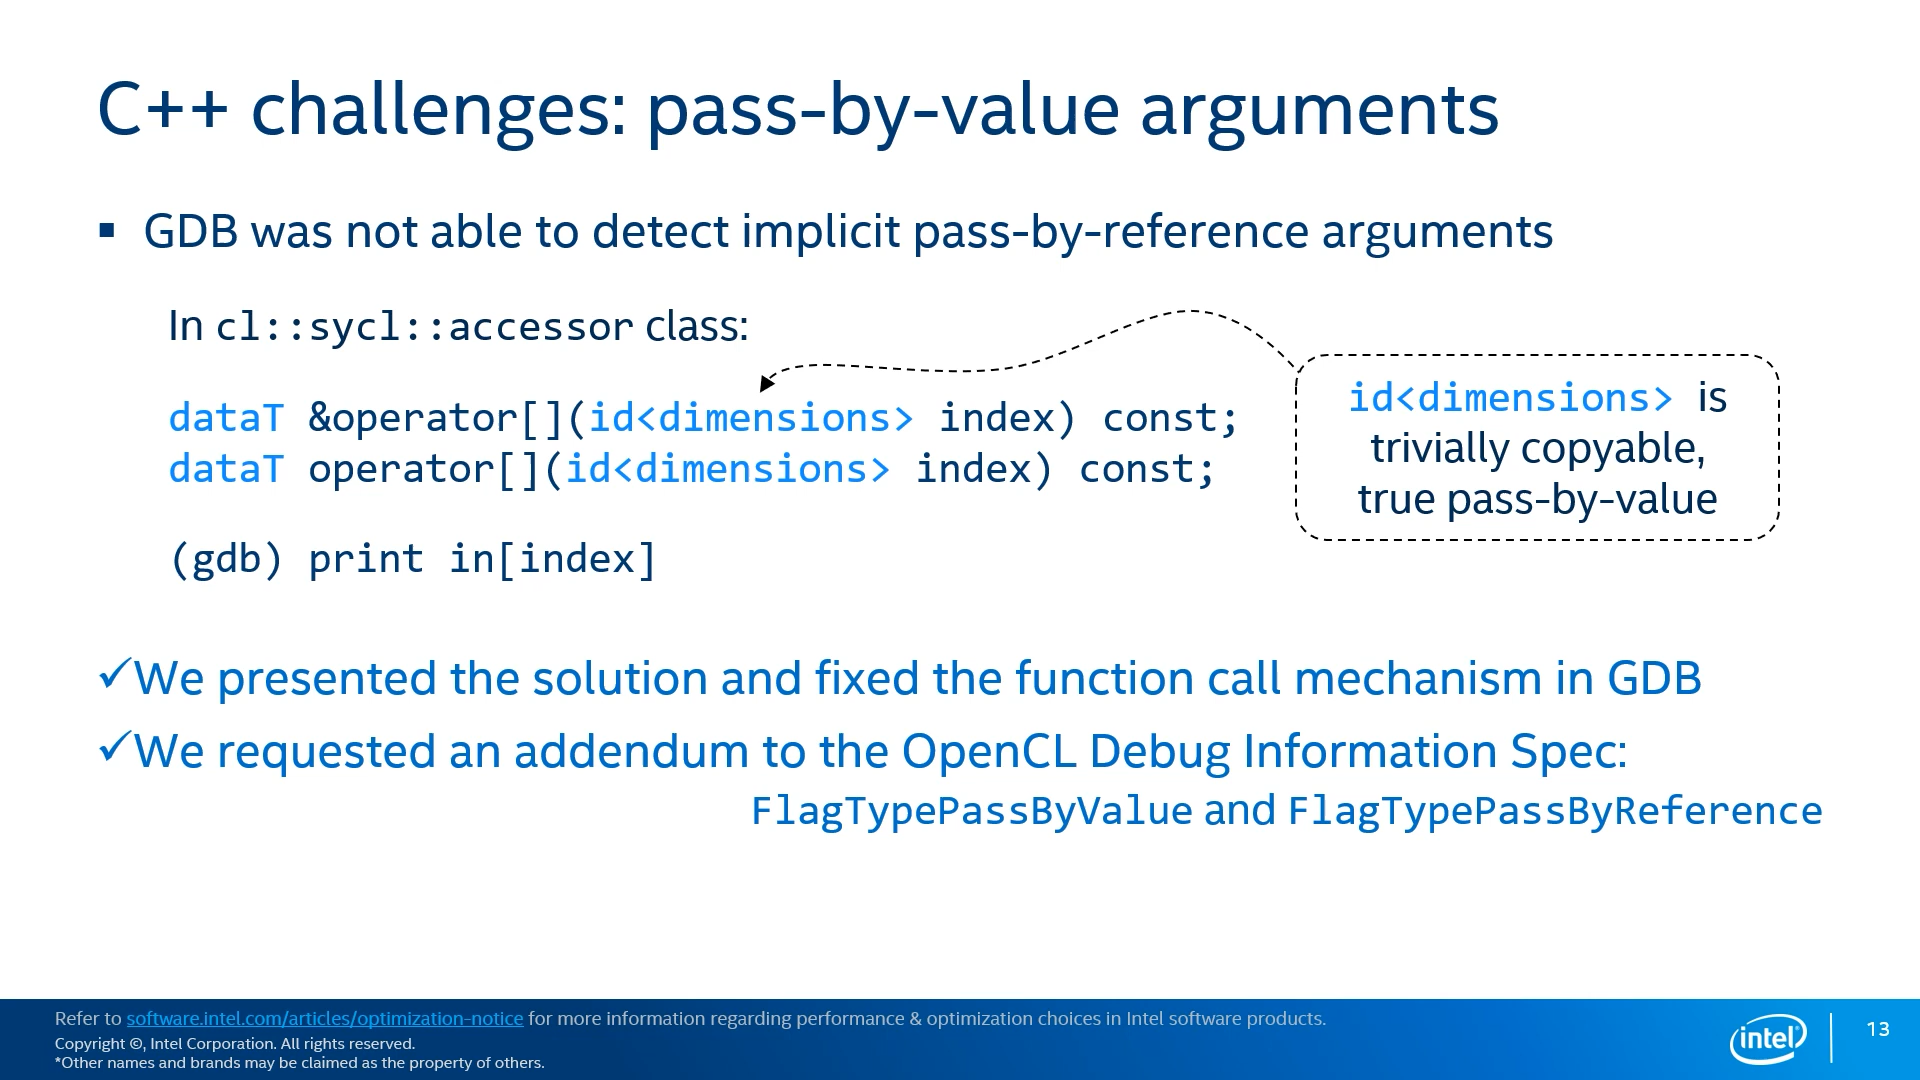 C++ challenges: pass-by-value arguments
▪ GDB was not able to detect implicit pass-by-reference arguments
In cl::sycl::accessor class:
dataT &operator[](id<dimensions> index) const;
dataT operator[](id<dimensions> index) const;
id<dimensions> is
trivially copyable,
true pass-by-value
(gdb) print in[index]
✓We presented the solution and fixed the function call mechanism in GDB
✓We requested an addendum to the OpenCL Debug Information Spec:
FlagTypePassByValue and FlagTypePassByReference
Refer to software.intel.com/articles/optimization-notice for more information regarding performance & optimization choices in Intel software products.
Copyright ©, Intel Corporation. All rights reserved.
*Other names and brands may be claimed as the property of others.
intel®
13